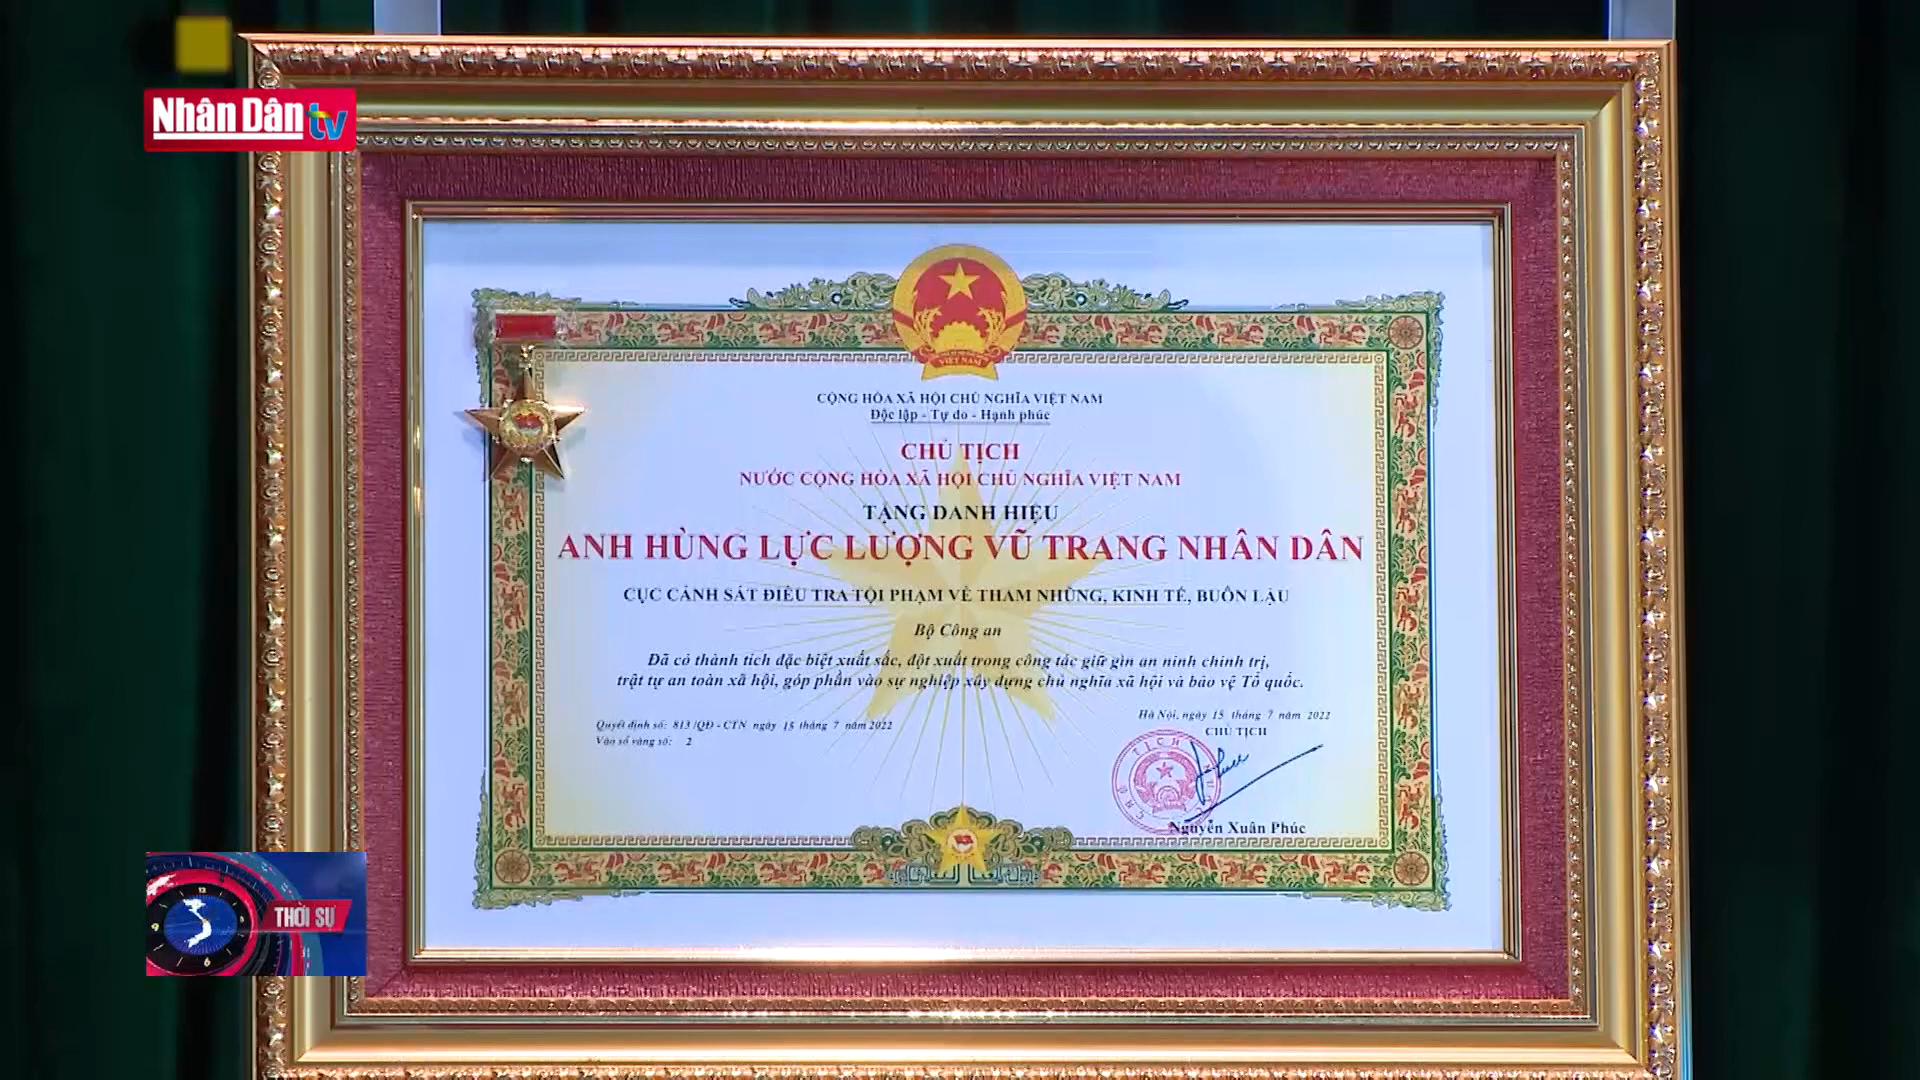 Nhân Dân tv
VIỆT NAM
CỘNG HÒA XÃ HỘI CHỦ NGHĨA VIỆT NAM
Độc lập - Tự do - Hạnh phúc
CHỦ TỊCH
NƯỚC CỘNG HÒA XÃ HỘI CHỦ NGHĨA VIỆT NAM
TẶNG DANH HIỆU
ANH HÙNG LỰC LƯỢNG VŨ TRANG NHÂN DÂN
CỤC CẢNH SÁT ĐIỀU TRA TỘI PHẠM VỀ THAM NHŨNG, KINH TẾ, BUÔN LẬU
Bộ Công an
Đã có thành tích đặc biệt xuất sắc, đột xuất trong công tác giữ gìn an ninh chính trị,
trật tự an toàn xã hội, góp phần vào sự nghiệp xây dựng chủ nghĩa xã hội và bảo vệ Tổ quốc.
Quyết định số: 813 /QĐ - CTN ngày 15 tháng 7 năm 2022
Vào sổ vàng số: 2
Hà Nội, ngày 15 tháng 7 năm 2022
CHỦ TỊCH
Nguyễn Xuân Phúc
12
9
6
THỜI SỰ